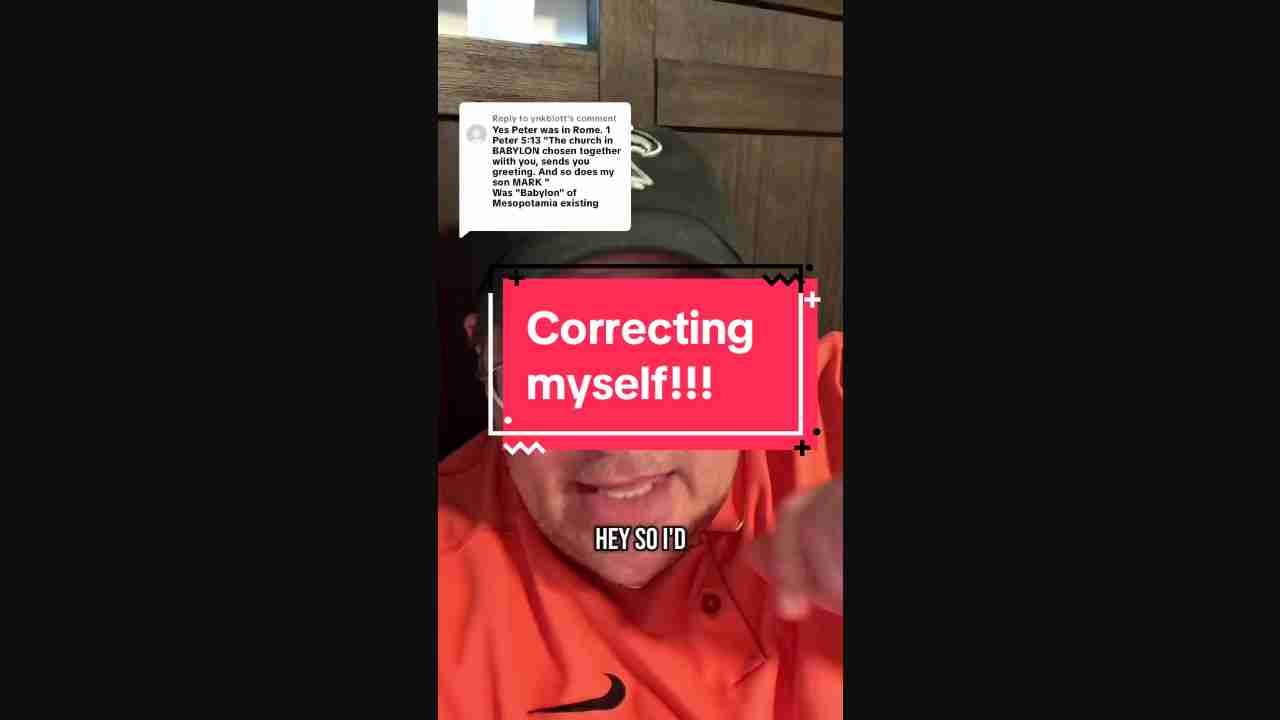 Reply to ynkblott's comment
Yes Peter was in Rome. 1
Peter 5:13 "The church in
BABYLON chosen together
wiith you, sends you
greeting. And so does my
son MARK "
Was "Babylon" of
Mesopotamia existing
Correcting
myself!!!
HEY SO I'D